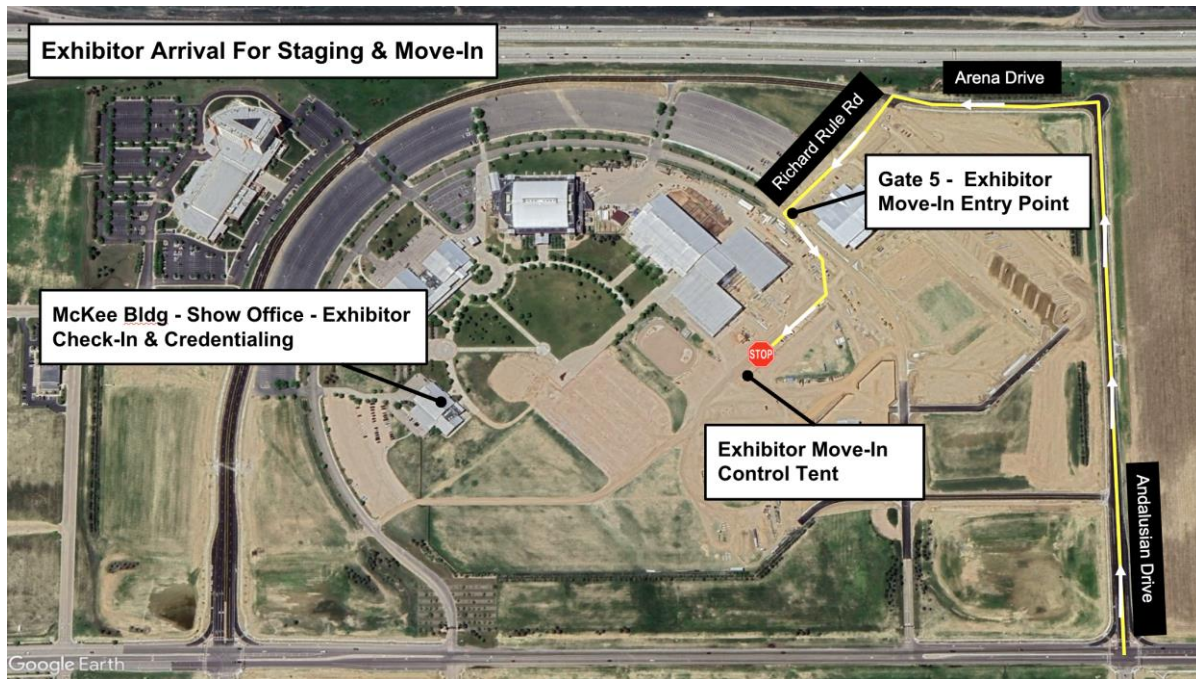 Exhibitor Arrival For Staging & Move-In
Arena Drive
Richard Rule Rd
Gate 5 - Exhibitor
Move-In Entry Point
McKee Bldg - Show Office - Exhibitor
Check-In & Credentialing
STOP
Exhibitor Move-In
Control Tent
Andalusian Drive
Google Earth